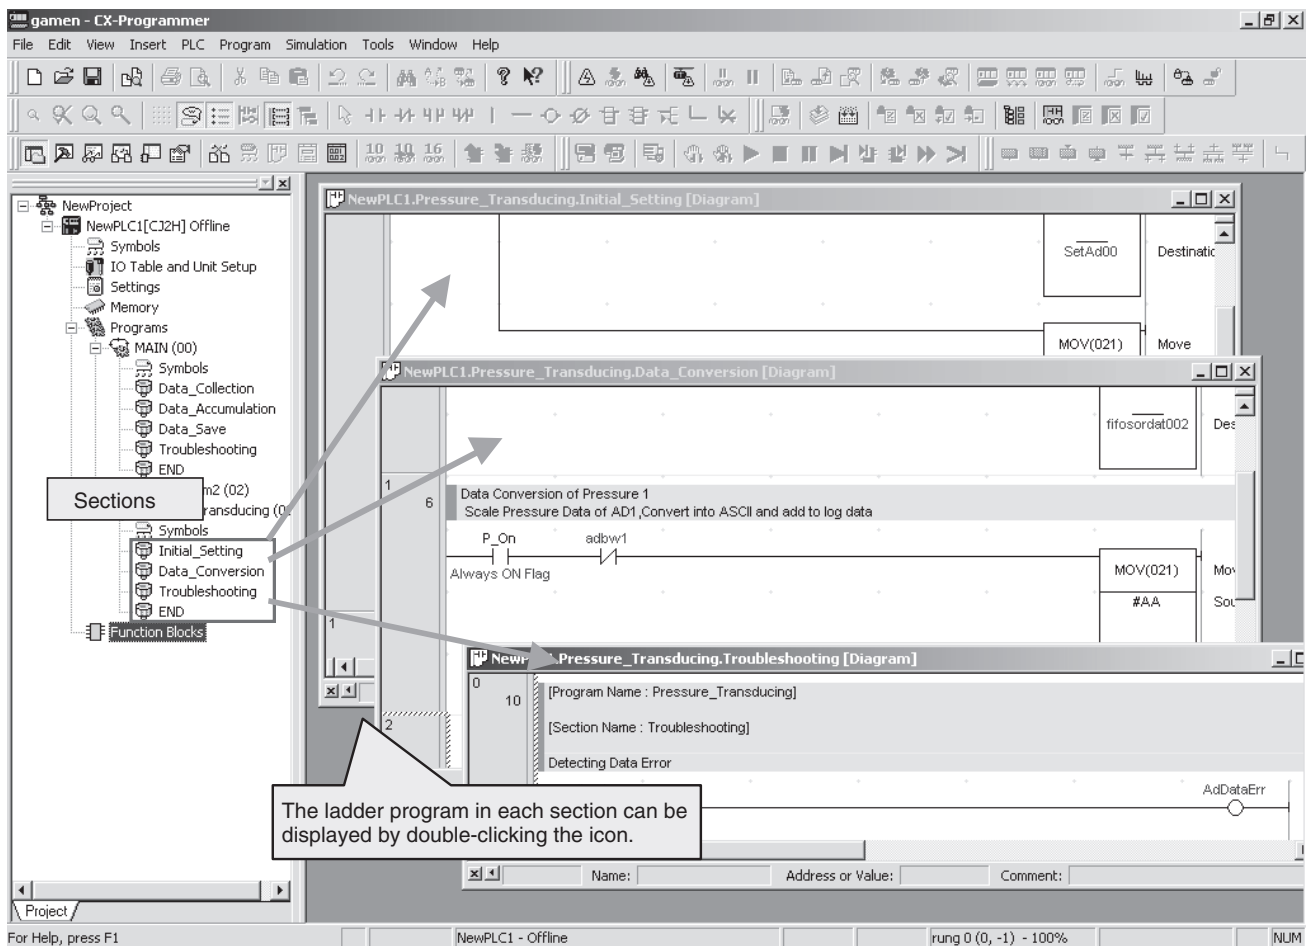 gamen - CX-Programmer
File Edit View Insert PLC Program Simulation Tools Window Help
10 10 16
NewProject
NewPLC1[CJ2H] Offline
Symbols
IO Table and Unit Setup
Settings
Memory
Programs
MAIN (00)
Symbols
Data_Collection
Data_Accumulation
Data_Save
Troubleshooting
END
Sections
m2 (02)
ransducing (0
Symbols
Initial_Setting
Data_Conversion
Troubleshooting
END
Function Blocks
Project
NewPLC1.Pressure_Transducing.Initial_Setting [Diagram]
SetAd00 Destinatic
MOV(021) Move
1
NewPLC1.Pressure_Transducing.Data_Conversion [Diagram]
fifosordat002 Des
1
6
Data Conversion of Pressure 1
Scale Pressure Data of AD1,Convert into ASCII and add to log data
P_On adbw1
Always ON Flag
MOV(021) Mov
#AA Sou
2
NewP .Pressure_Transducing.Troubleshooting [Diagram]
0
10
[Program Name : Pressure_Transducing]
[Section Name : Troubleshooting]
Detecting Data Error
AdDataErr
The ladder program in each section can be
displayed by double-clicking the icon.
Name: Address or Value: Comment:
For Help, press F1 NewPLC1 - Offline rung 0 (0, -1) - 100% NUM